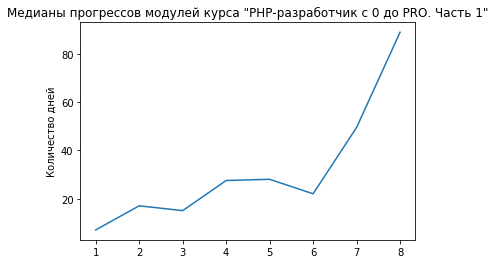 Медианы прогрессов модулей курса "PHP-разработчик с 0 до PRO. Часть 1"
Количество дней
80
60
40
20
1 2 3 4 5 6 7 8